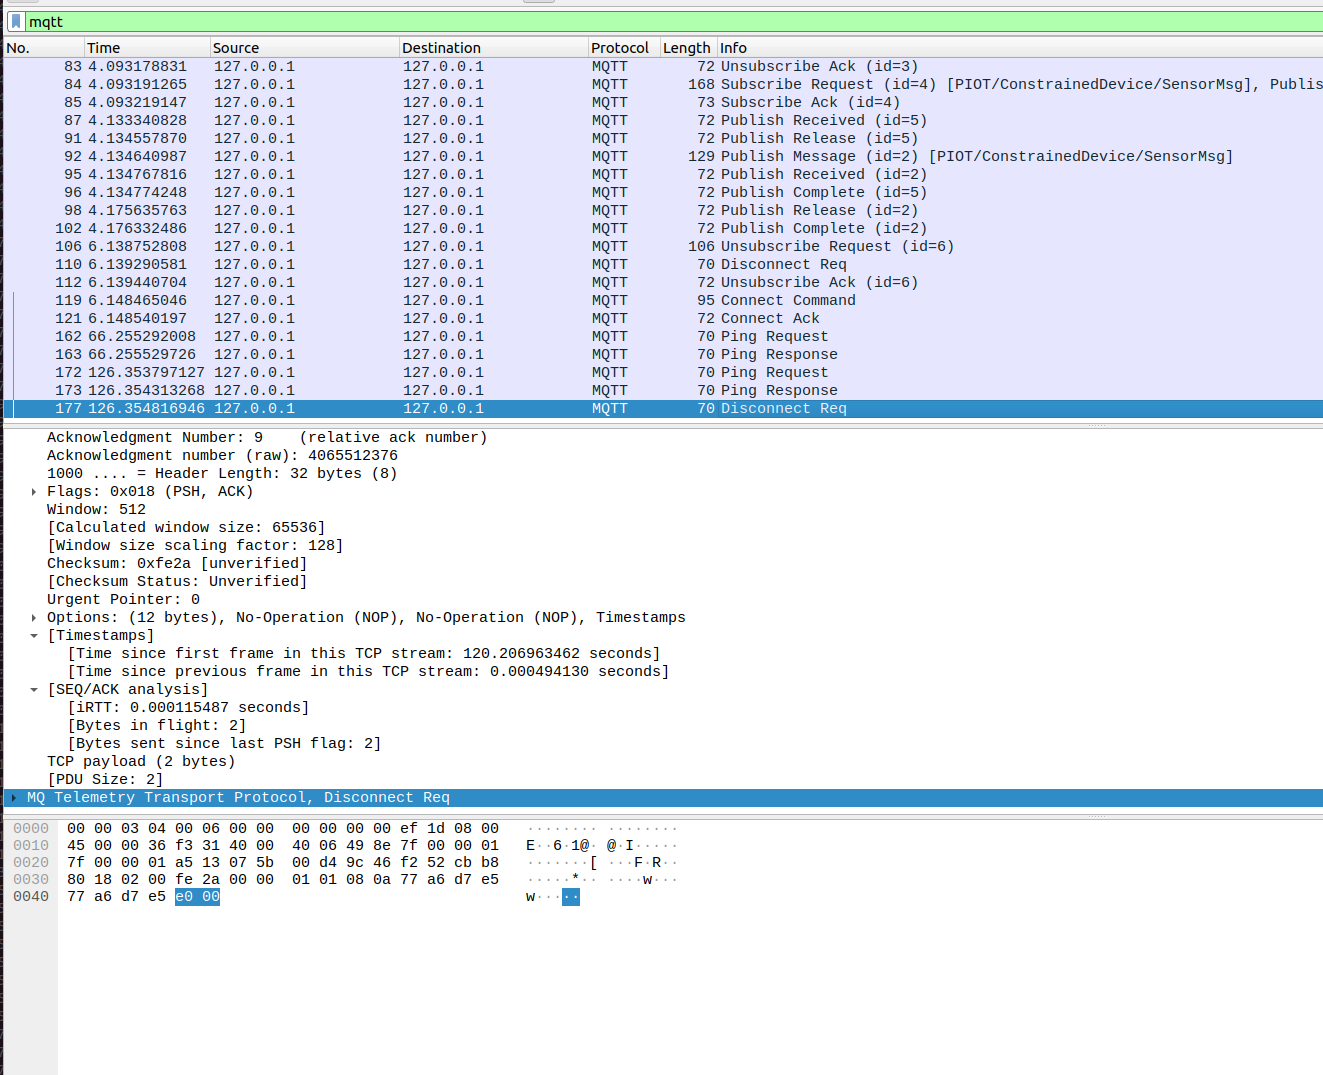 mqtt
No. Time Source Destination Protocol Length Info
83 4.093178831 127.0.0.1 127.0.0.1 MQTT 72 Unsubscribe Ack (id=3)
84 4.093191265 127.0.0.1 127.0.0.1 MQTT 168 Subscribe Request (id=4) [PIOT/ConstrainedDevice/SensorMsg], Publis
85 4.093219147 127.0.0.1 127.0.0.1 MQTT 73 Subscribe Ack (id=4)
87 4.133340828 127.0.0.1 127.0.0.1 MQTT 72 Publish Received (id=5)
91 4.134557870 127.0.0.1 127.0.0.1 MQTT 72 Publish Release (id=5)
92 4.134640987 127.0.0.1 127.0.0.1 MQTT 129 Publish Message (id=2) [PIOT/ConstrainedDevice/SensorMsg]
95 4.134767816 127.0.0.1 127.0.0.1 MQTT 72 Publish Received (id=2)
96 4.134774248 127.0.0.1 127.0.0.1 MQTT 72 Publish Complete (id=5)
98 4.175635763 127.0.0.1 127.0.0.1 MQTT 72 Publish Release (id=2)
102 4.176332486 127.0.0.1 127.0.0.1 MQTT 72 Publish Complete (id=2)
106 6.138752808 127.0.0.1 127.0.0.1 MQTT 106 Unsubscribe Request (id=6)
110 6.139290581 127.0.0.1 127.0.0.1 MQTT 70 Disconnect Req
112 6.139440704 127.0.0.1 127.0.0.1 MQTT 72 Unsubscribe Ack (id=6)
119 6.148465046 127.0.0.1 127.0.0.1 MQTT 95 Connect Command
121 6.148540197 127.0.0.1 127.0.0.1 MQTT 72 Connect Ack
162 66.255292008 127.0.0.1 127.0.0.1 MQTT 70 Ping Request
163 66.255529726 127.0.0.1 127.0.0.1 MQTT 70 Ping Response
172 126.353797127 127.0.0.1 127.0.0.1 MQTT 70 Ping Request
173 126.354313268 127.0.0.1 127.0.0.1 MQTT 70 Ping Response
177 126.354816946 127.0.0.1 127.0.0.1 MQTT 70 Disconnect Req
Acknowledgment Number: 9 (relative ack number)
Acknowledgment number (raw): 4065512376
1000 .... = Header Length: 32 bytes (8)
Flags: 0x018 (PSH, ACK)
Window: 512
[Calculated window size: 65536]
[Window size scaling factor: 128]
Checksum: 0xfe2a [unverified]
[Checksum Status: Unverified]
Urgent Pointer: 0
Options: (12 bytes), No-Operation (NOP), No-Operation (NOP), Timestamps
[Timestamps]
[Time since first frame in this TCP stream: 120.206963462 seconds]
[Time since previous frame in this TCP stream: 0.000494130 seconds]
[SEQ/ACK analysis]
[iRTT: 0.000115487 seconds]
[Bytes in flight: 2]
[Bytes sent since last PSH flag: 2]
TCP payload (2 bytes)
[PDU Size: 2]
MQ Telemetry Transport Protocol, Disconnect Req
0000 00 00 03 04 00 06 00 00 00 00 00 00 ef 1d 08 00 ········ ········
0010 45 00 00 36 f3 31 40 00 40 06 49 8e 7f 00 00 01 E··6·1@· @·I·····
0020 7f 00 00 01 a5 13 07 5b 00 d4 9c 46 f2 52 cb b8 ·······[ ···F·R··
0030 80 18 02 00 fe 2a 00 00 01 01 08 0a 77 a6 d7 e5 ·····*·· ····w···
0040 77 a6 d7 e5 e0 00 w·····